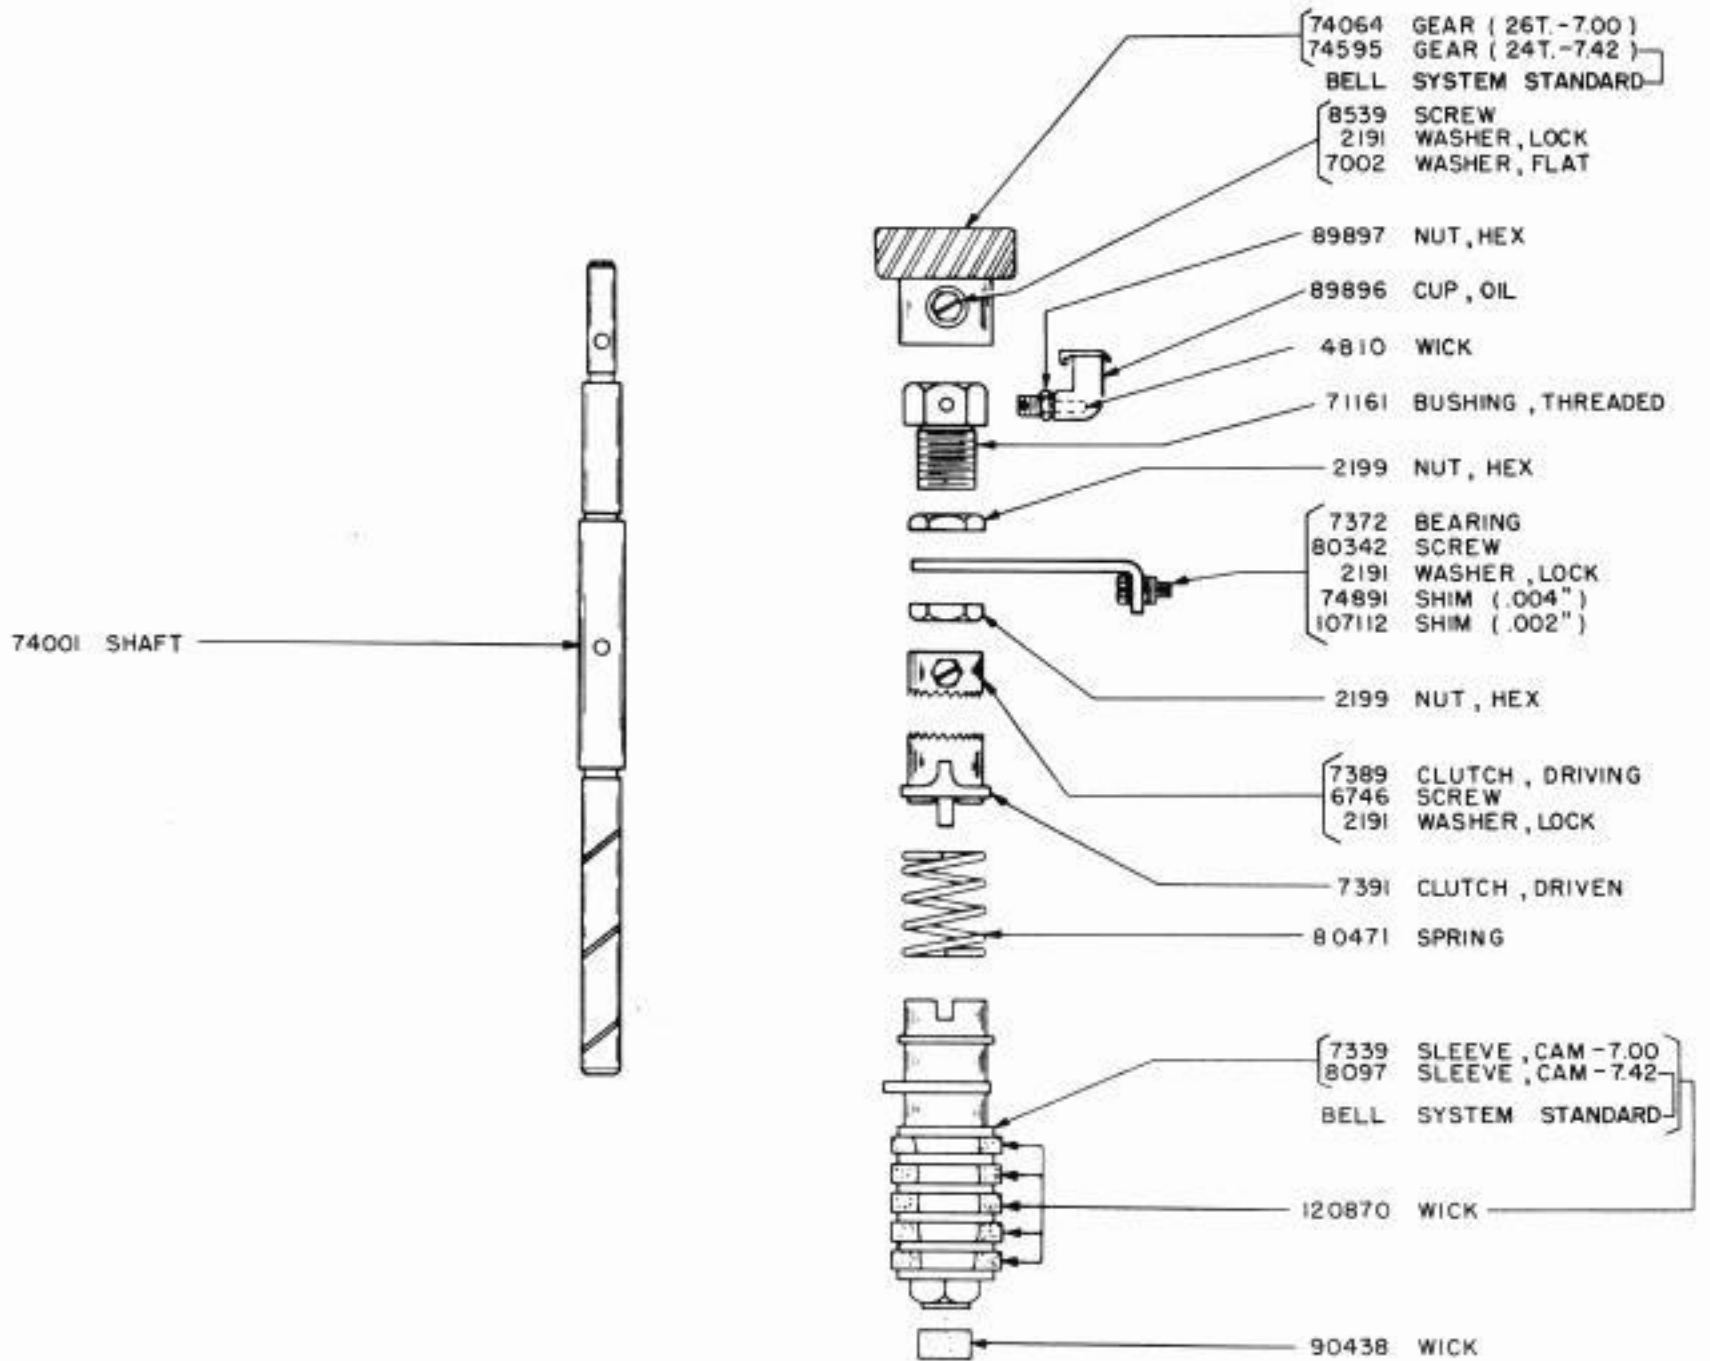 74064 GEAR ( 26T.-7.00 )
74595 GEAR ( 24T.-7.42 )
BELL SYSTEM STANDARD
8539 SCREW
2191 WASHER, LOCK
7002 WASHER, FLAT
89897 NUT, HEX
89896 CUP, OIL
4810 WICK
71161 BUSHING, THREADED
2199 NUT, HEX
7372 BEARING
80342 SCREW
2191 WASHER, LOCK
74891 SHIM (.004")
107112 SHIM (.002")
74001 SHAFT
2199 NUT, HEX
7389 CLUTCH, DRIVING
6746 SCREW
2191 WASHER, LOCK
7391 CLUTCH, DRIVEN
80471 SPRING
7339 SLEEVE, CAM-7.00
8097 SLEEVE, CAM-7.42
BELL SYSTEM STANDARD
120870 WICK
90438 WICK